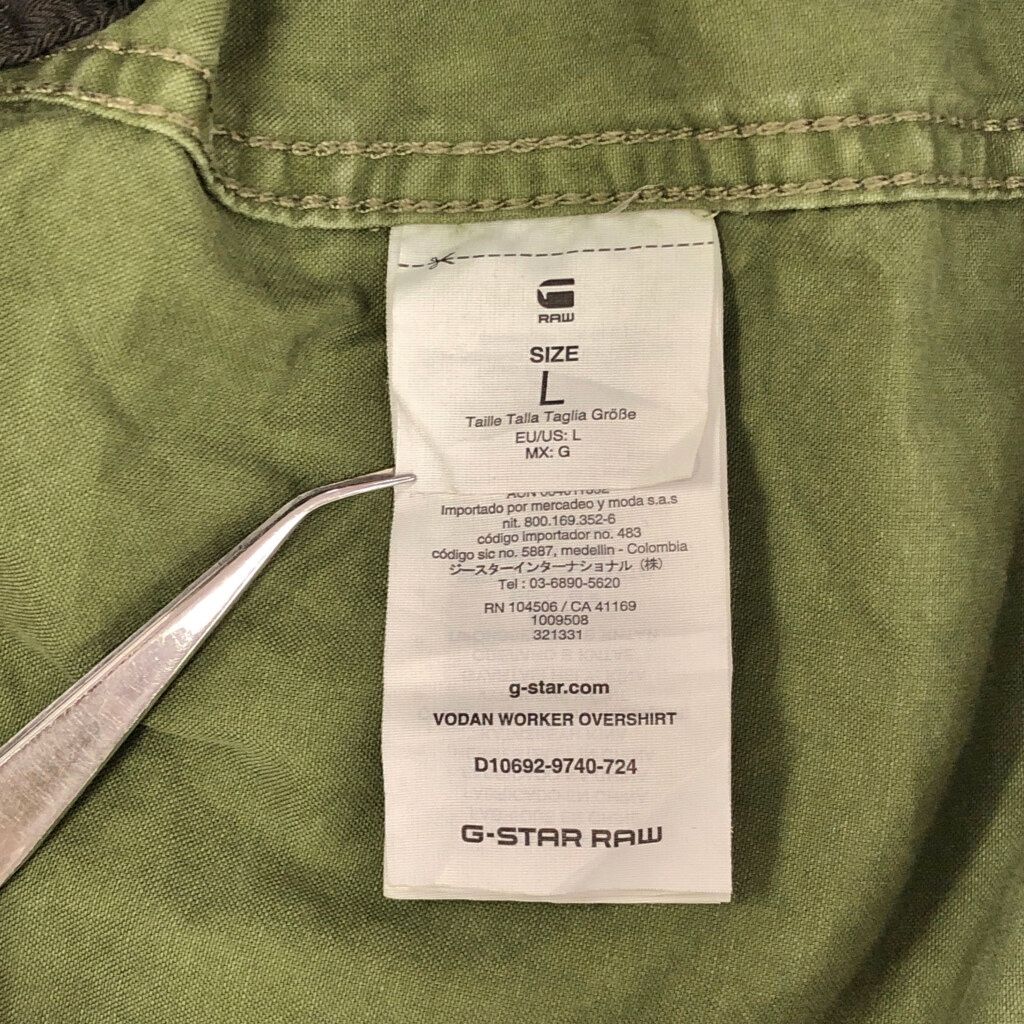 RAW
SIZE
L
Taille Talla Taglia Größe
EU/US: L
MX: G
Importado por mercadeo y moda s.a.s
nit. 800.169.352-6
código importador no. 483
código sic no. 5887, medellin - Colombia
ジースターインターナショナル（株）
Tel : 03-6890-5620
RN 104506 / CA 41169
1009508
321331
g-star.com
VODAN WORKER OVERSHIRT
D10692-9740-724
G-STAR RAW